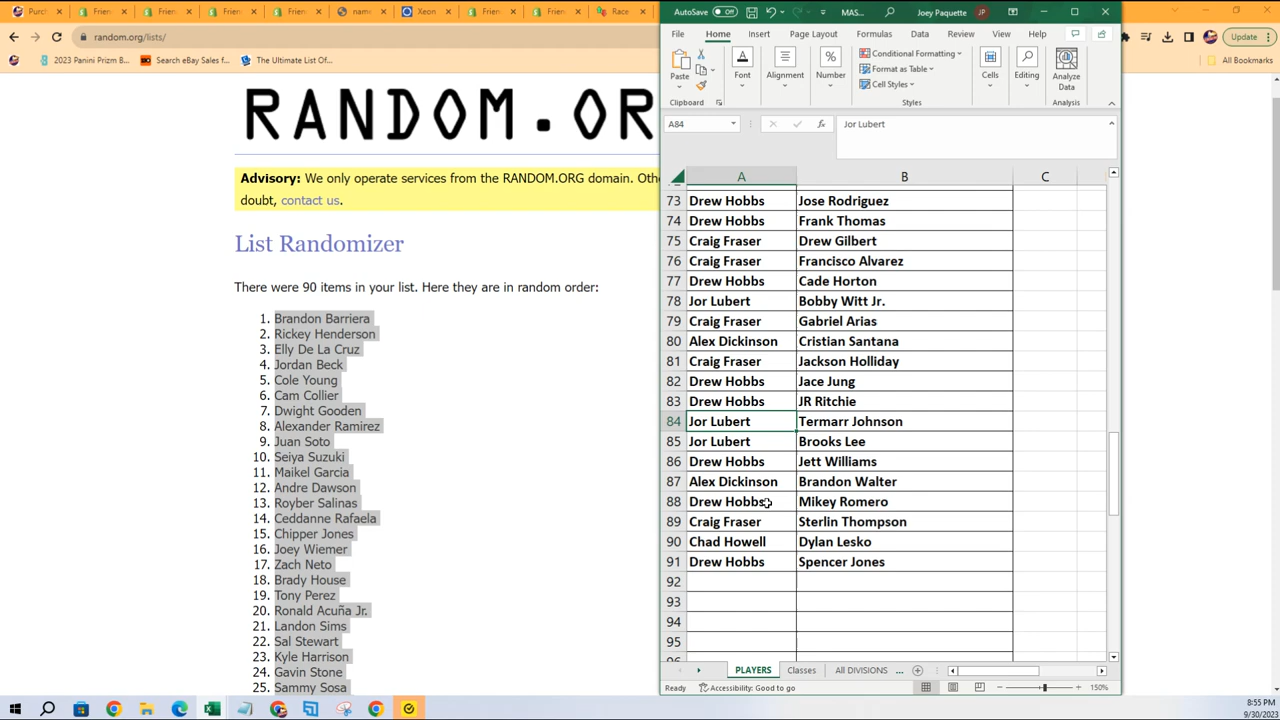 Purch
Frien
Frien
Frien
Frien
name
Xeon
Frien
Frien
Race
AutoSave Off MAS... Joey Paquette JP
random.org/lists/
Update
2023 Panini Prizm B...
Search eBay Sales f...
The Ultimate List Of...
All Bookmarks
File Home Insert Page Layout Formulas Data Review View Help
Paste
Font
Alignment
Number
Conditional Formatting
Format as Table
Cell Styles
Cells
Editing
Analyze
Data
Clipboard
Styles
Analysis
A84
fx
Jor Lubert
RANDOM.OR
Advisory: We only operate services from the RANDOM.ORG domain. Othe
doubt, contact us.
List Randomizer
There were 90 items in your list. Here they are in random order:
1. Brandon Barriera
2. Rickey Henderson
3. Elly De La Cruz
4. Jordan Beck
5. Cole Young
6. Cam Collier
7. Dwight Gooden
8. Alexander Ramirez
9. Juan Soto
10. Seiya Suzuki
11. Maikel Garcia
12. Andre Dawson
13. Royber Salinas
14. Ceddanne Rafaela
15. Chipper Jones
16. Joey Wiemer
17. Zach Neto
18. Brady House
19. Tony Perez
20. Ronald Acuña Jr.
21. Landon Sims
22. Sal Stewart
23. Kyle Harrison
24. Gavin Stone
25. Sammy Sosa
A B C
73 Drew Hobbs Jose Rodriguez
74 Drew Hobbs Frank Thomas
75 Craig Fraser Drew Gilbert
76 Craig Fraser Francisco Alvarez
77 Drew Hobbs Cade Horton
78 Jor Lubert Bobby Witt Jr.
79 Craig Fraser Gabriel Arias
80 Alex Dickinson Cristian Santana
81 Craig Fraser Jackson Holliday
82 Drew Hobbs Jace Jung
83 Drew Hobbs JR Ritchie
84 Jor Lubert Termarr Johnson
85 Jor Lubert Brooks Lee
86 Drew Hobbs Jett Williams
87 Alex Dickinson Brandon Walter
88 Drew Hobbs Mikey Romero
89 Craig Fraser Sterlin Thompson
90 Chad Howell Dylan Lesko
91 Drew Hobbs Spencer Jones
92
93
94
95
PLAYERS Classes All DIVISIONS ...
Ready Accessibility: Good to go 150%
8:55 PM
9/30/2023